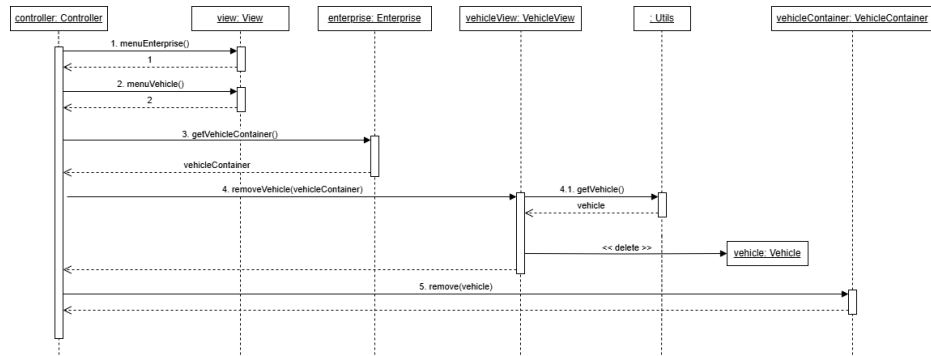 controller: Controller
view: View
enterprise: Enterprise
vehicleView: VehicleView
: Utils
vehicleContainer: VehicleContainer
1. menuEnterprise()
1
2. menuVehicle()
2
3. getVehicleContainer()
vehicleContainer
4. removeVehicle(vehicleContainer)
4.1. getVehicle()
vehicle
<< delete >>
vehicle: Vehicle
5. remove(vehicle)